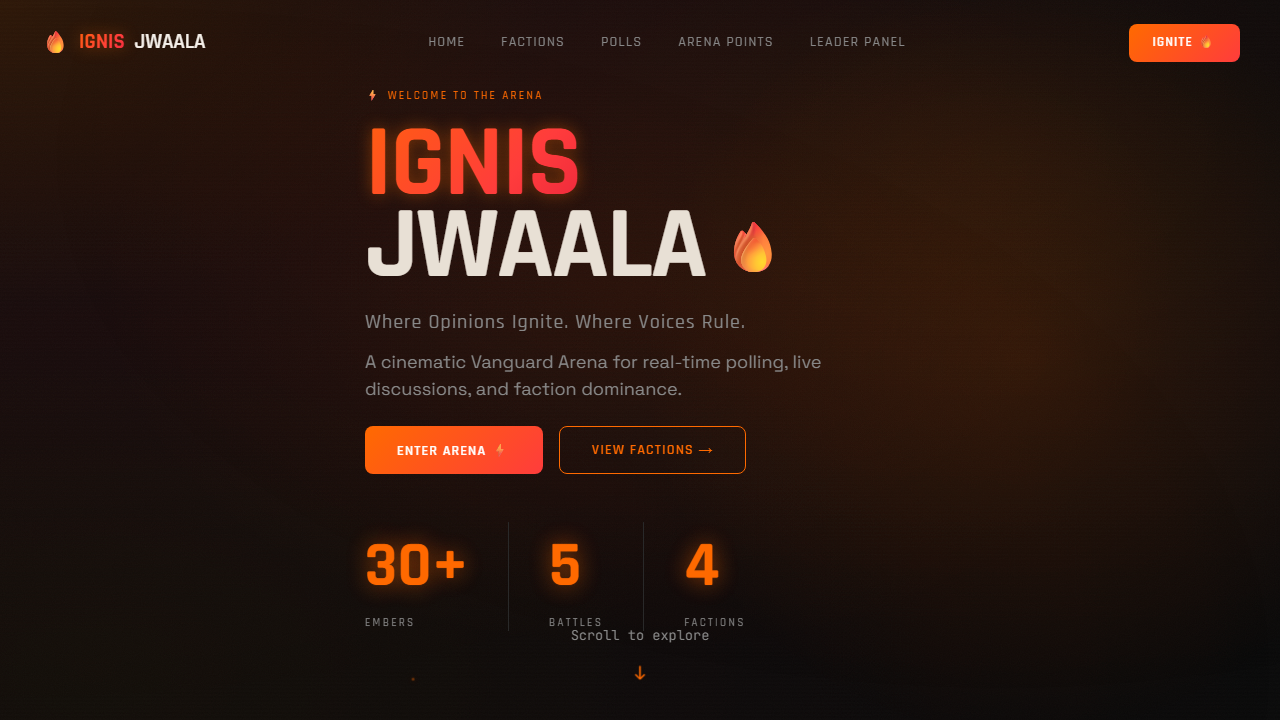 IGNIS JWAALA
HOME
FACTIONS
POLLS
ARENA POINTS
LEADER PANEL
IGNITE
WELCOME TO THE ARENA
IGNIS
JWAALA
Where Opinions Ignite. Where Voices Rule.
A cinematic Vanguard Arena for real-time polling, live
discussions, and faction dominance.
ENTER ARENA
VIEW FACTIONS →
30+
5
4
EMBERS
BATTLES
FACTIONS
Scroll to explore
↓